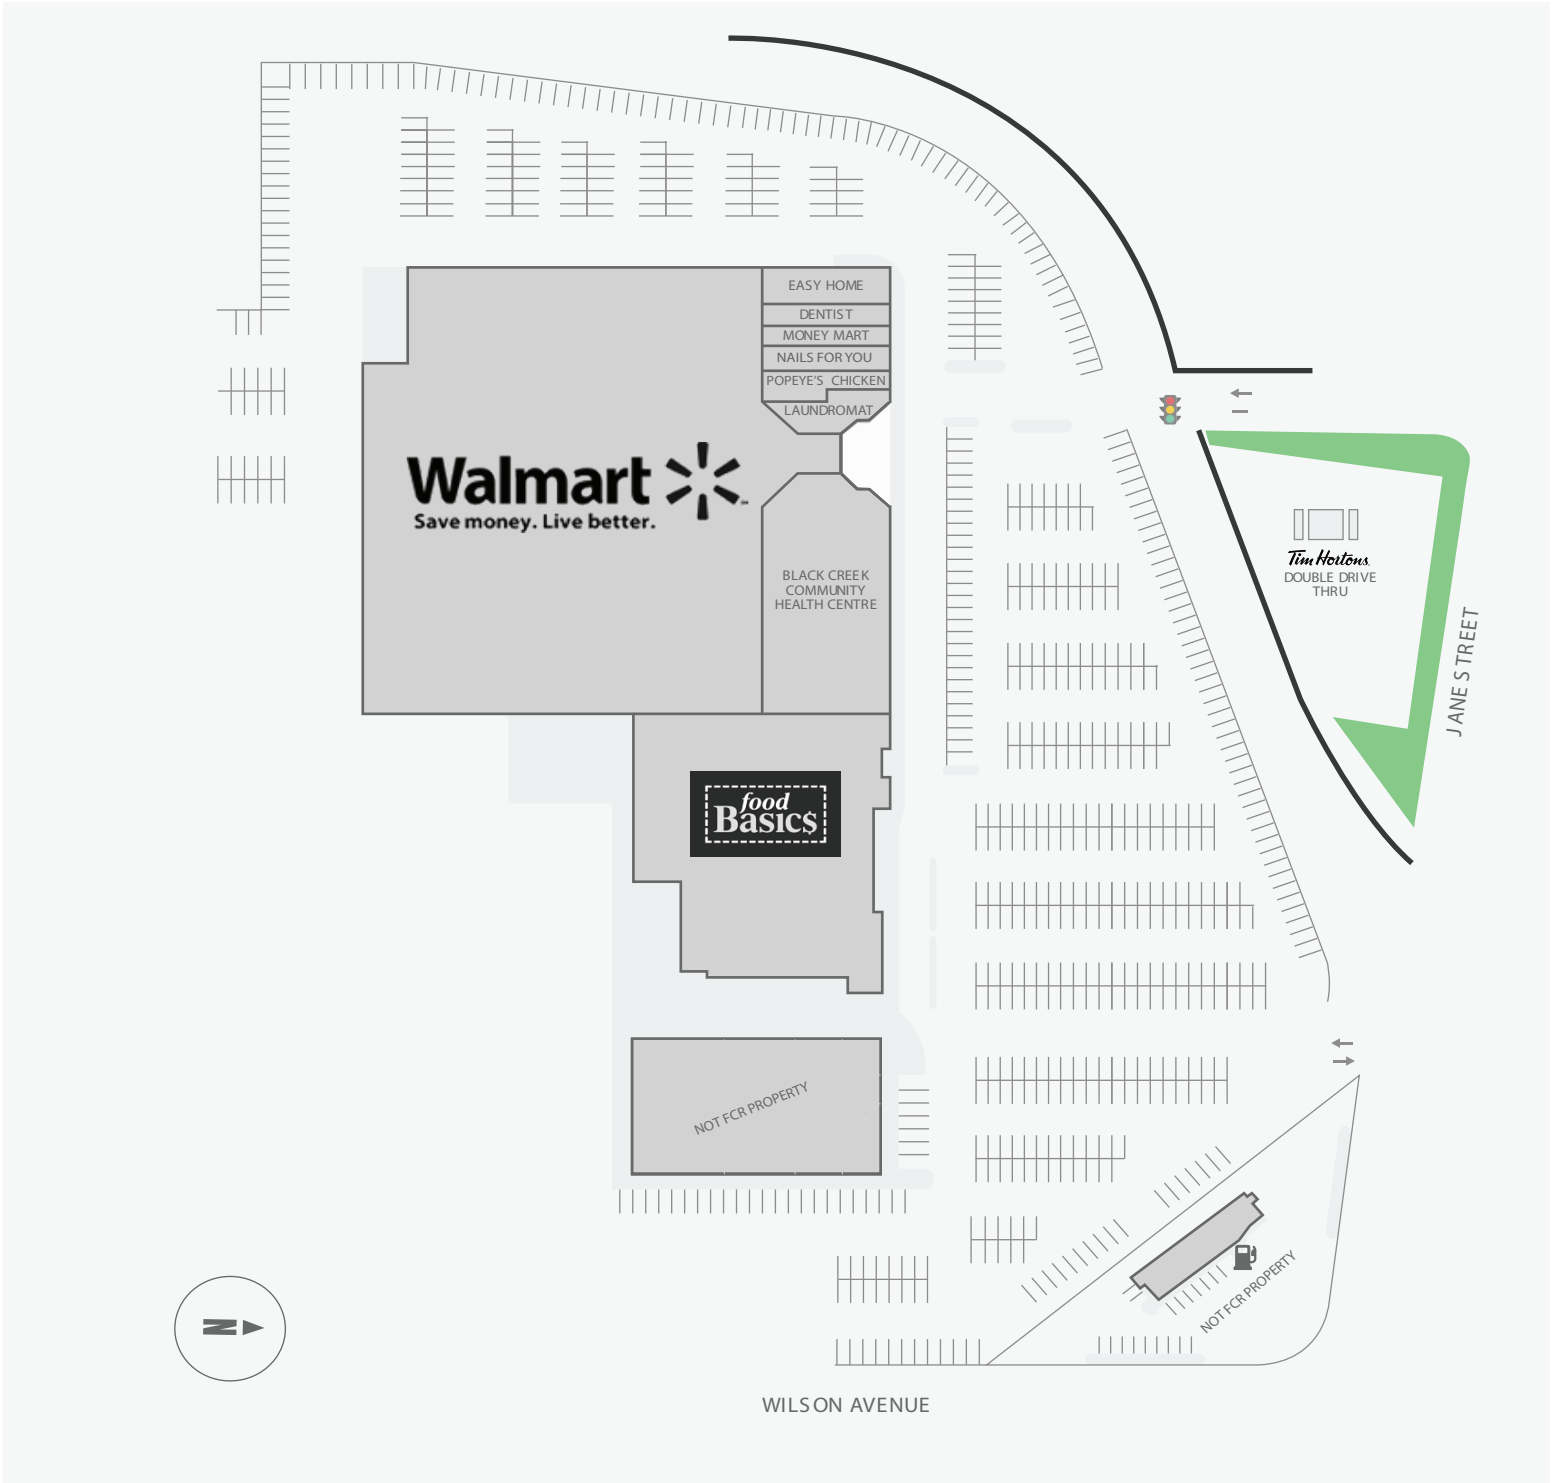 EASY HOME
DENTIST
MONEY MART
NAILS FOR YOU
POPEYE'S CHICKEN
LAUNDROMAT
Walmart
Save money. Live better.
BLACK CREEK
COMMUNITY
HEALTH CENTRE
Tim Hortons
DOUBLE DRIVE
THRU
JANE STREET
food
Basic$
NOT FCR PROPERTY
NOT FCR PROPERTY
N
WILSON AVENUE